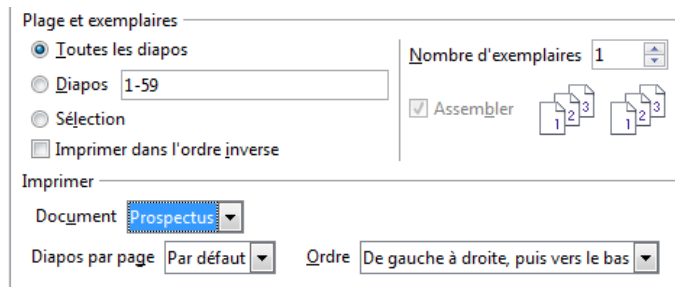 Plage et exemplaires
Toutes les diapos
Nombre d'exemplaires 1
Diapos 1-59
Assembler 1 2 3 1 2 3
Sélection
Imprimer dans l'ordre inverse
Imprimer
Document Prospectus
Diapos par page Par défaut Ordre De gauche à droite, puis vers le bas